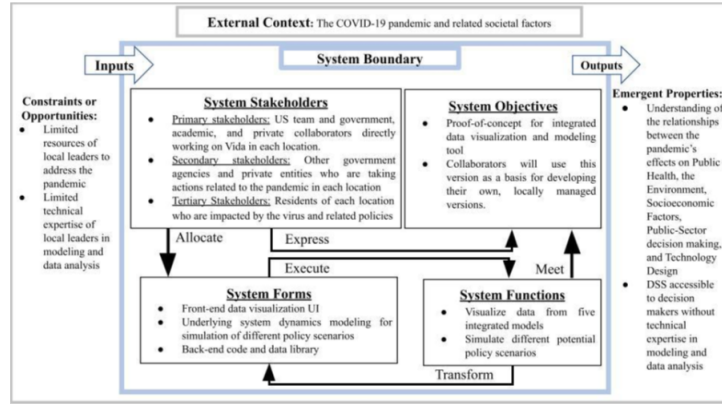 External Context: The COVID-19 pandemic and related societal factors
Inputs
System Boundary
Outputs
Constraints or
Opportunities:
● Limited
resources of
local leaders to
address the
pandemic
● Limited
technical
expertise of
local leaders in
modeling and
data analysis
System Stakeholders
● Primary stakeholders: US team and government,
academic, and private collaborators directly
working on Vida in each location.
● Secondary stakeholders: Other government
agencies and private entities who are taking
actions related to the pandemic in each location
● Tertiary Stakeholders: Residents of each location
who are impacted by the virus and related policies
System Objectives
● Proof-of-concept for integrated
data visualization and modeling
tool
● Collaborators will use this
version as a basis for developing
their own, locally managed
versions.
Allocate
Express
Execute
Meet
System Forms
● Front-end data visualization UI
● Underlying system dynamics modeling for
simulation of different policy scenarios
● Back-end code and data library
System Functions
● Visualize data from five
integrated models
● Simulate different potential
policy scenarios
Transform
Emergent Properties:
● Understanding of
the relationships
between the
pandemic's
effects on Public
Health, the
Environment,
Socioeconomic
Factors,
Public-Sector
decision making,
and Technology
Design
● DSS accessible
to decision
makers without
technical
expertise in
modeling and
data analysis